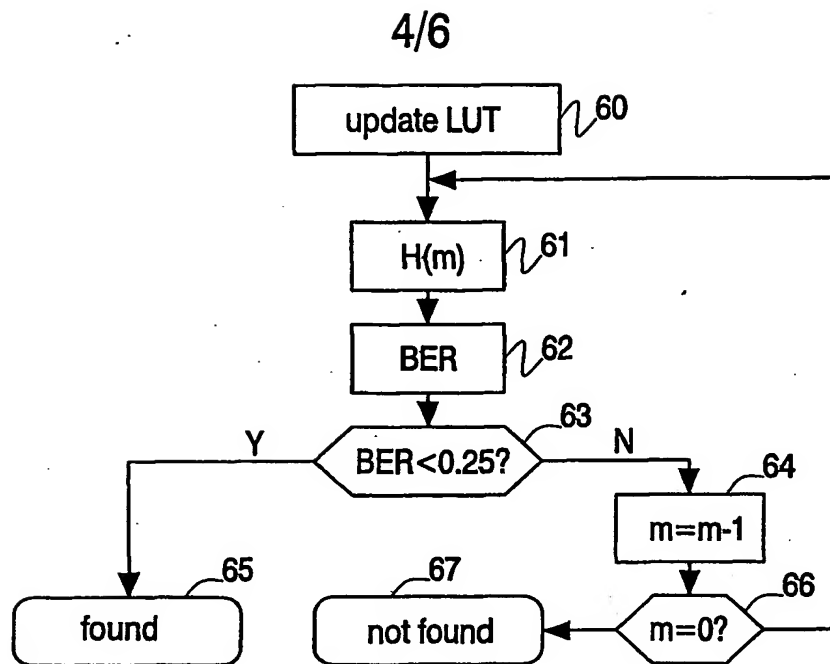 4/6
update LUT
60
H(m)
61
BER
62
63
Y
BER<0.25?
N
64
m=m-1
65
67
66
found
not found
m=0?